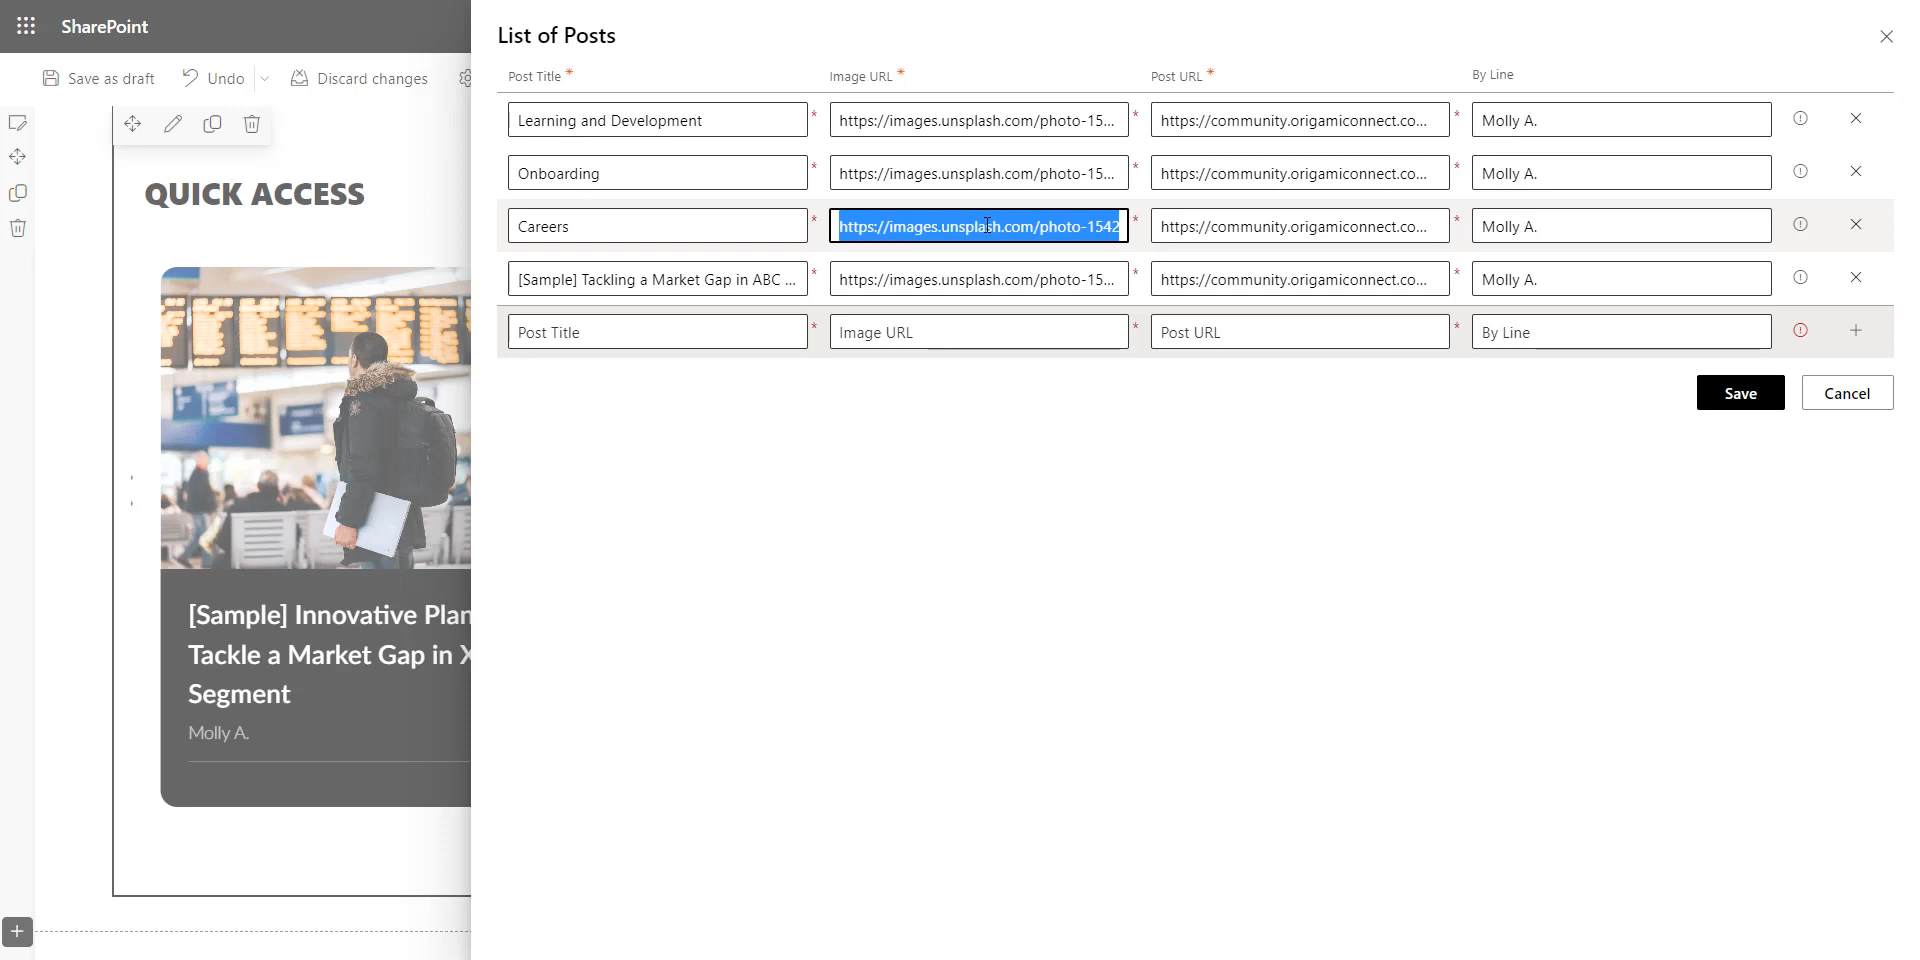 SharePoint
Save as draft
Undo
Discard changes
QUICK ACCESS
[Sample] Innovative Plan
Tackle a Market Gap in X
Segment
Molly A.
List of Posts
Post Title * Image URL * Post URL * By Line
Learning and Development * https://images.unsplash.com/photo-15... * https://community.origamiconnect.co... * Molly A.
Onboarding * https://images.unsplash.com/photo-15... * https://community.origamiconnect.co... * Molly A.
Careers * https://images.unsplash.com/photo-1542 * https://community.origamiconnect.co... * Molly A.
[Sample] Tackling a Market Gap in ABC ... * https://images.unsplash.com/photo-15... * https://community.origamiconnect.co... * Molly A.
Post Title * Image URL * Post URL * By Line
Save Cancel